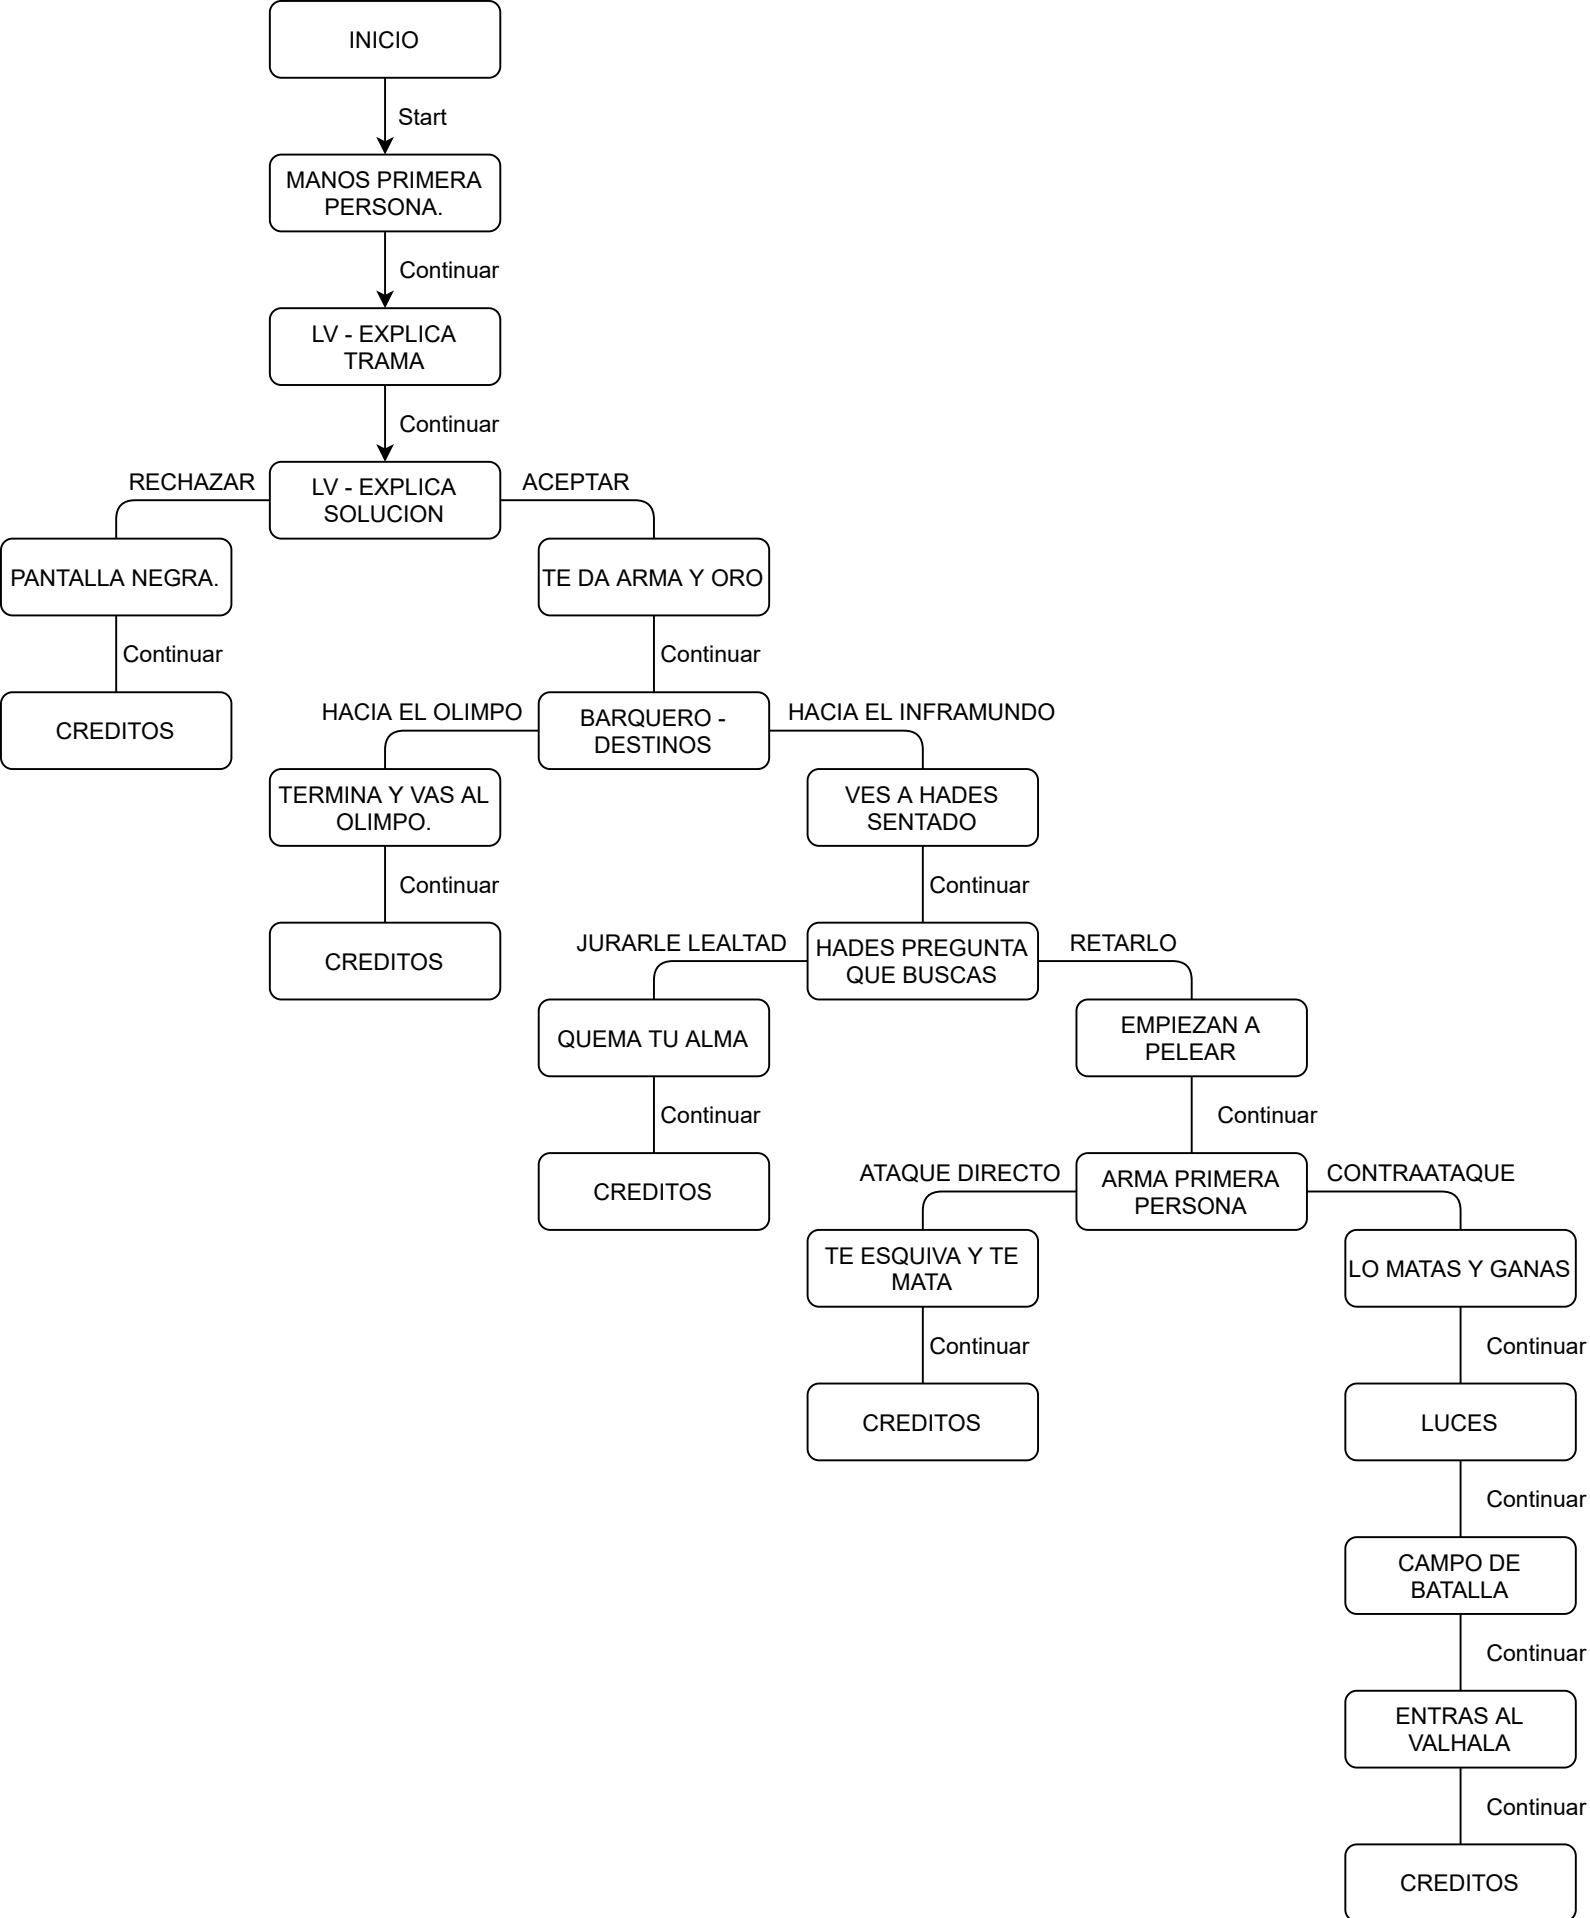 INICIO
Start
MANOS PRIMERA
PERSONA.
Continuar
LV - EXPLICA
TRAMA
Continuar
RECHAZAR
LV - EXPLICA
SOLUCION
ACEPTAR
PANTALLA NEGRA.
TE DA ARMA Y ORO
Continuar
Continuar
CREDITOS
HACIA EL OLIMPO
BARQUERO -
DESTINOS
HACIA EL INFRAMUNDO
TERMINA Y VAS AL
OLIMPO.
VES A HADES
SENTADO
Continuar
Continuar
CREDITOS
JURARLE LEALTAD
HADES PREGUNTA
QUE BUSCAS
RETARLO
QUEMA TU ALMA
EMPIEZAN A
PELEAR
Continuar
Continuar
CREDITOS
ATAQUE DIRECTO
ARMA PRIMERA
PERSONA
CONTRAATAQUE
TE ESQUIVA Y TE
MATA
LO MATAS Y GANAS
Continuar
Continuar
CREDITOS
LUCES
Continuar
CAMPO DE
BATALLA
Continuar
ENTRAS AL
VALHALA
Continuar
CREDITOS